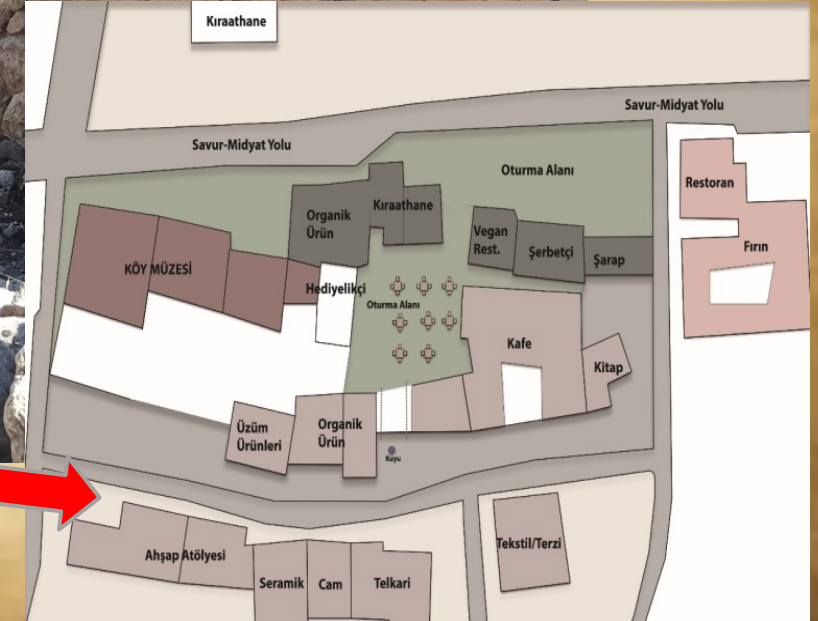 Kıraathane
Savur-Midyat Yolu
Savur-Midyat Yolu
Oturma Alanı
Restoran
Organik
Ürün
Kıraathane
Vegan
Rest.
Şerbetçi
Şarap
Fırın
KÖY MÜZESİ
Hediyelikçi
Oturma Alanı
Kafe
Kitap
Üzüm
Ürünleri
Organik
Ürün
Kuyu
Ahşap Atölyesi
Tekstil/Terzi
Seramik
Cam
Telkari